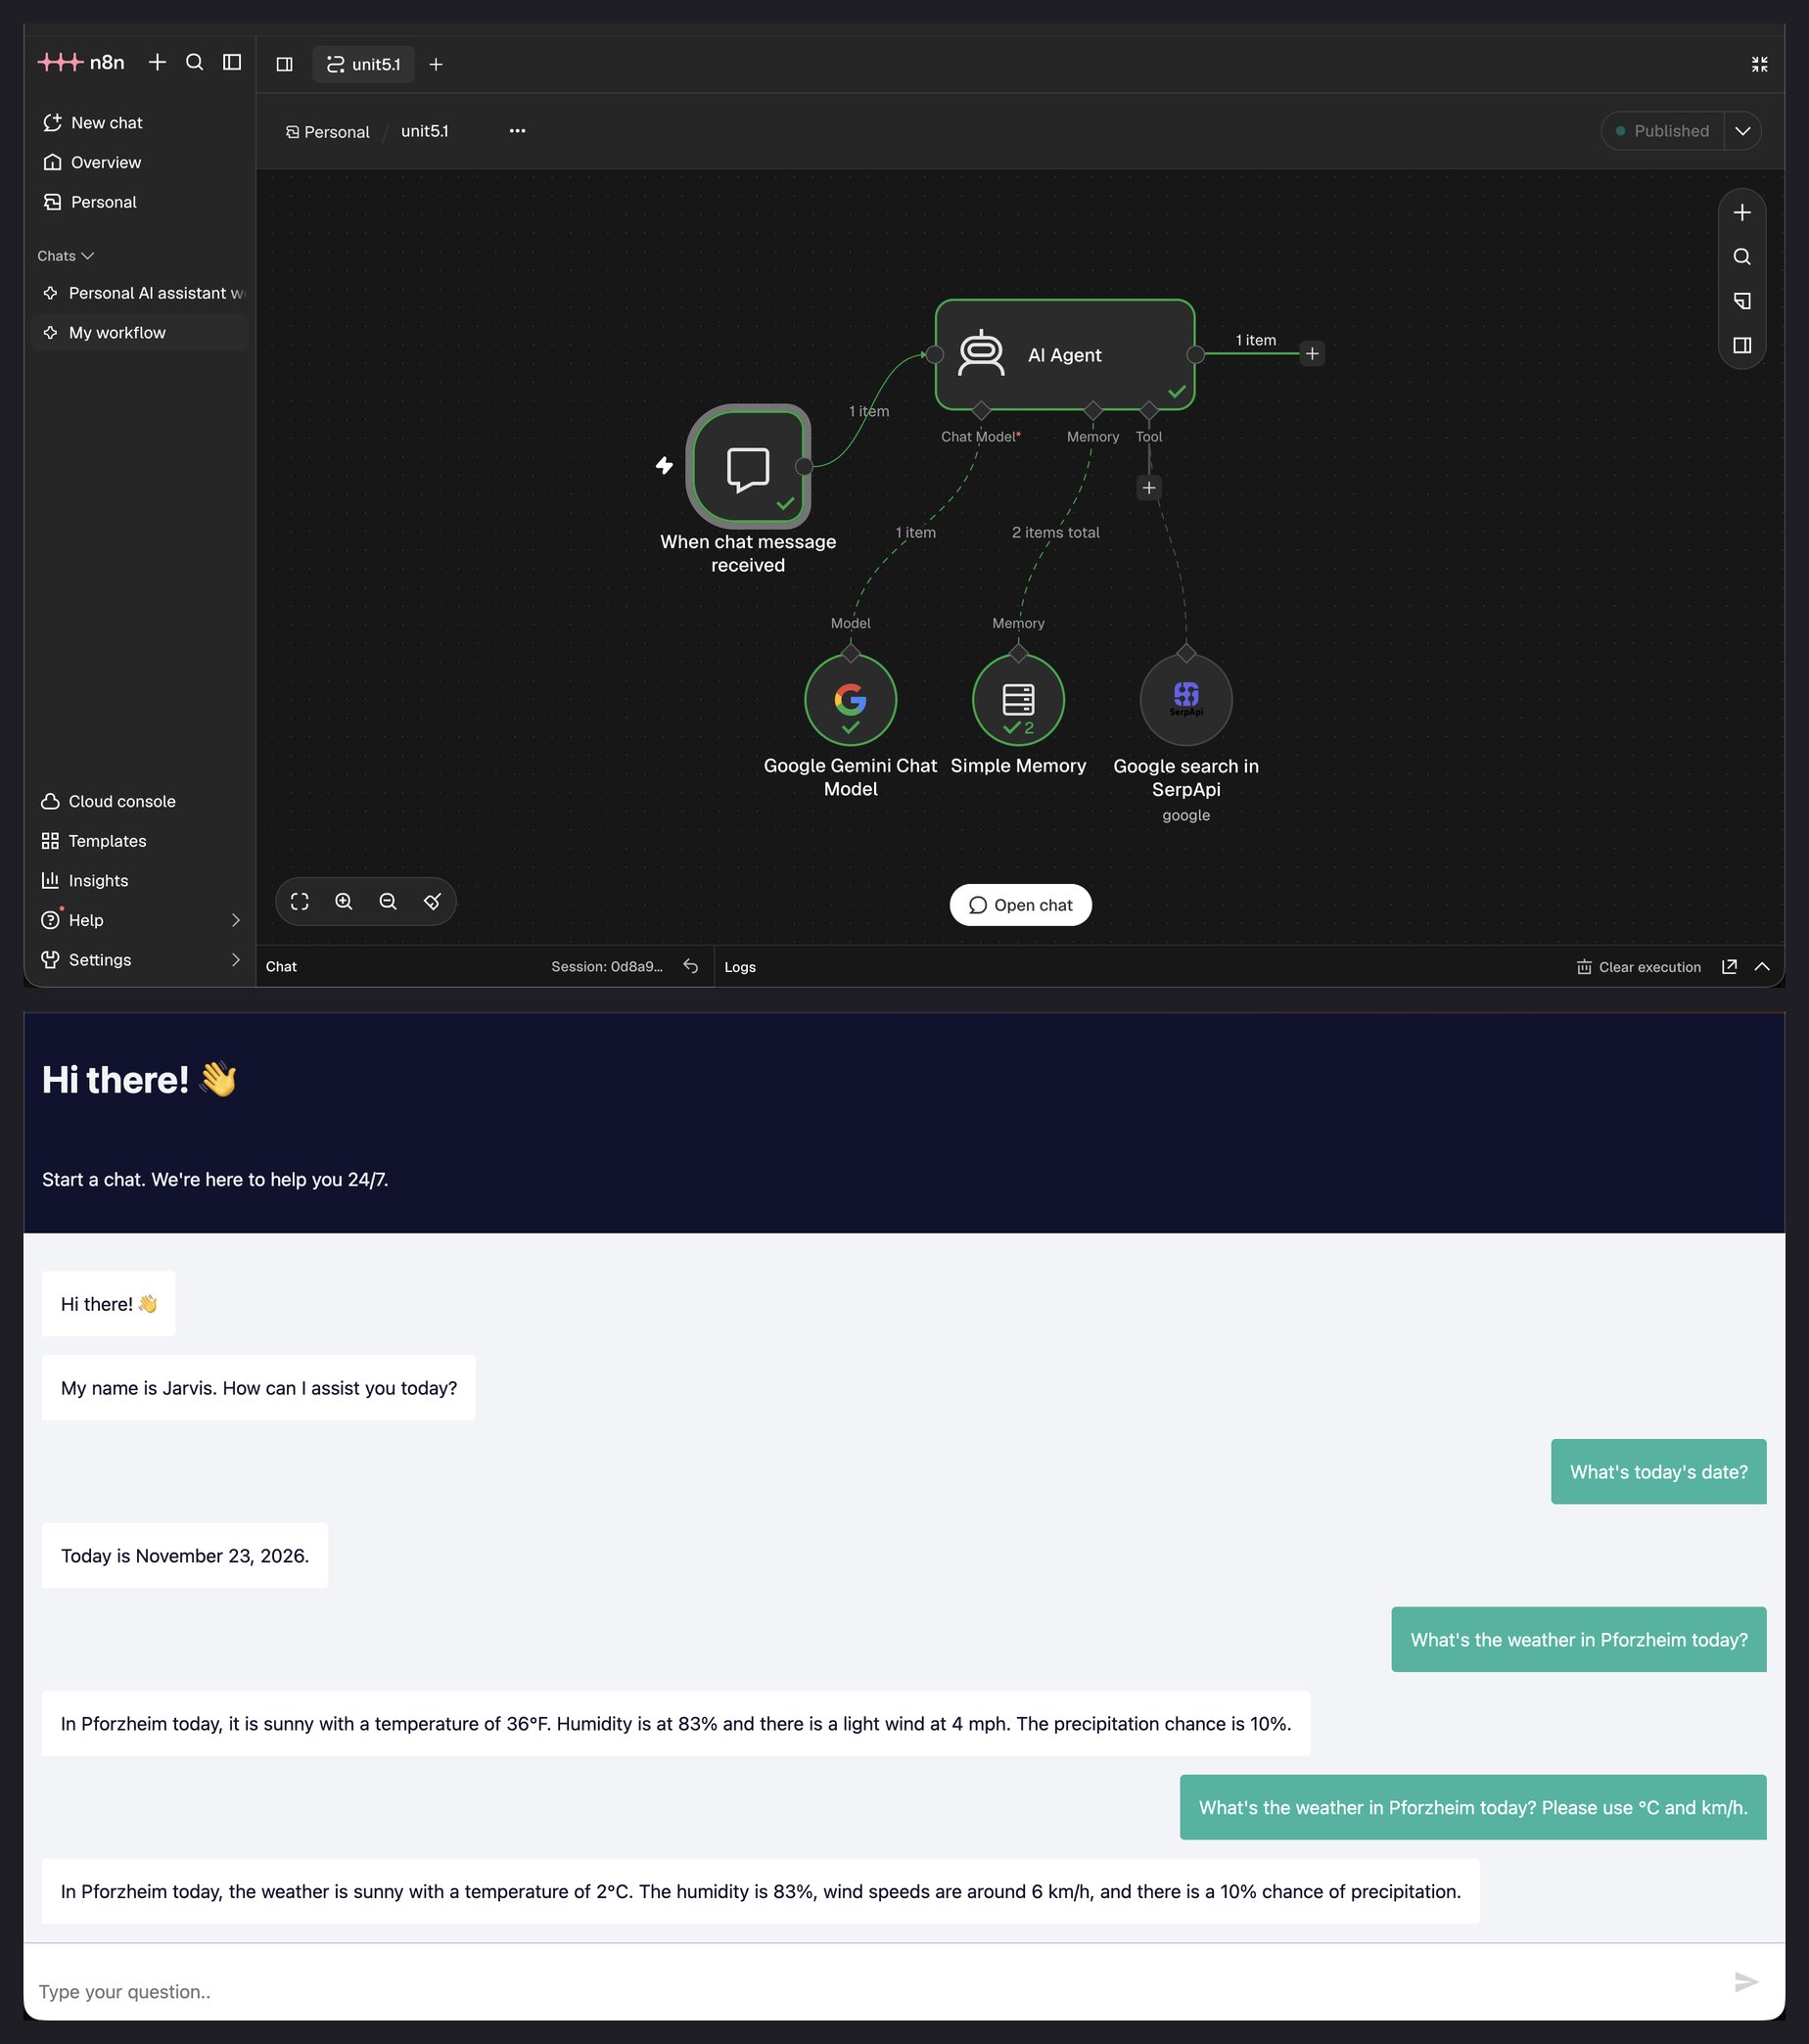 n8n
unit5.1
New chat
Overview
Personal
Personal / unit5.1
Published
Chats
Personal AI assistant w
My workflow
AI Agent
1 item
1 item
Chat Model*
Memory
Tool
When chat message
received
1 item
2 items total
Model
Memory
SerpApi
2
Google Gemini Chat
Model
Simple Memory
Google search in
SerpApi
google
Cloud console
Templates
Insights
Help
Settings
Open chat
Chat
Session: 0d8a9...
Logs
Clear execution
Hi there! 👋
Start a chat. We're here to help you 24/7.
Hi there! 👋
My name is Jarvis. How can I assist you today?
What's today's date?
Today is November 23, 2026.
What's the weather in Pforzheim today?
In Pforzheim today, it is sunny with a temperature of 36°F. Humidity is at 83% and there is a light wind at 4 mph. The precipitation chance is 10%.
What's the weather in Pforzheim today? Please use °C and km/h.
In Pforzheim today, the weather is sunny with a temperature of 2°C. The humidity is 83%, wind speeds are around 6 km/h, and there is a 10% chance of precipitation.
Type your question..